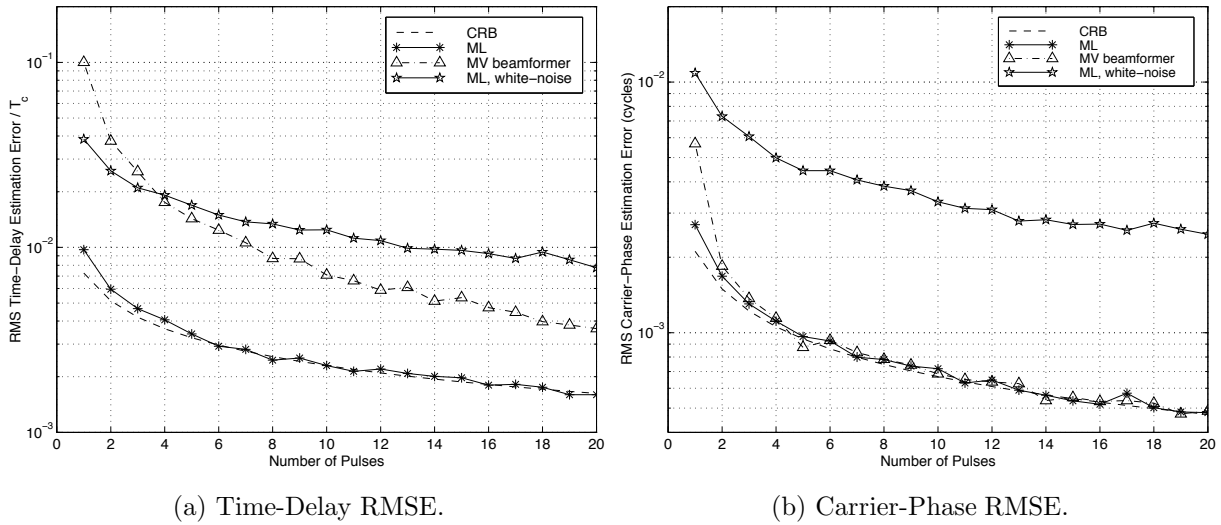 CRB
ML
MV beamformer
ML, white-noise
10⁻¹
10⁻²
10⁻³
RMS Time-Delay Estimation Error / T_c
0 2 4 6 8 10 12 14 16 18 20
Number of Pulses
(a) Time-Delay RMSE.
CRB
ML
MV beamformer
ML, white-noise
10⁻²
10⁻³
RMS Carrier-Phase Estimation Error (cycles)
0 2 4 6 8 10 12 14 16 18 20
Number of Pulses
(b) Carrier-Phase RMSE.